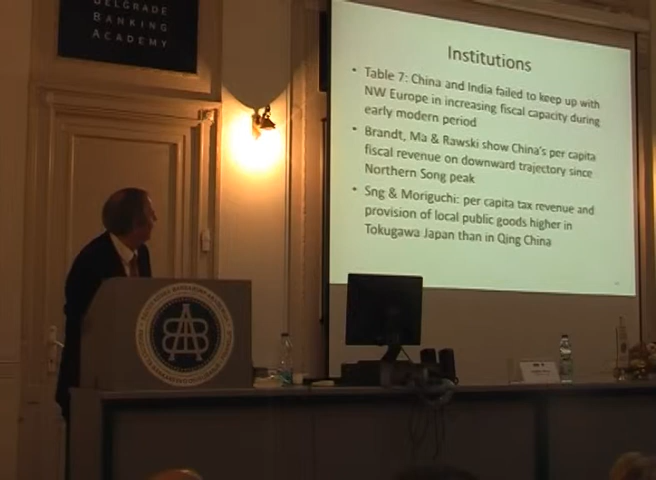 BELGRADE
BANKING
ACADEMY
Institutions
• Table 7: China and India failed to keep up with
NW Europe in increasing fiscal capacity during
early modern period
• Brandt, Ma & Rawski show China's per capita
fiscal revenue on downward trajectory since
Northern Song peak
• Sng & Moriguchi: per capita tax revenue and
provision of local public goods higher in
Tokugawa Japan than in Qing China